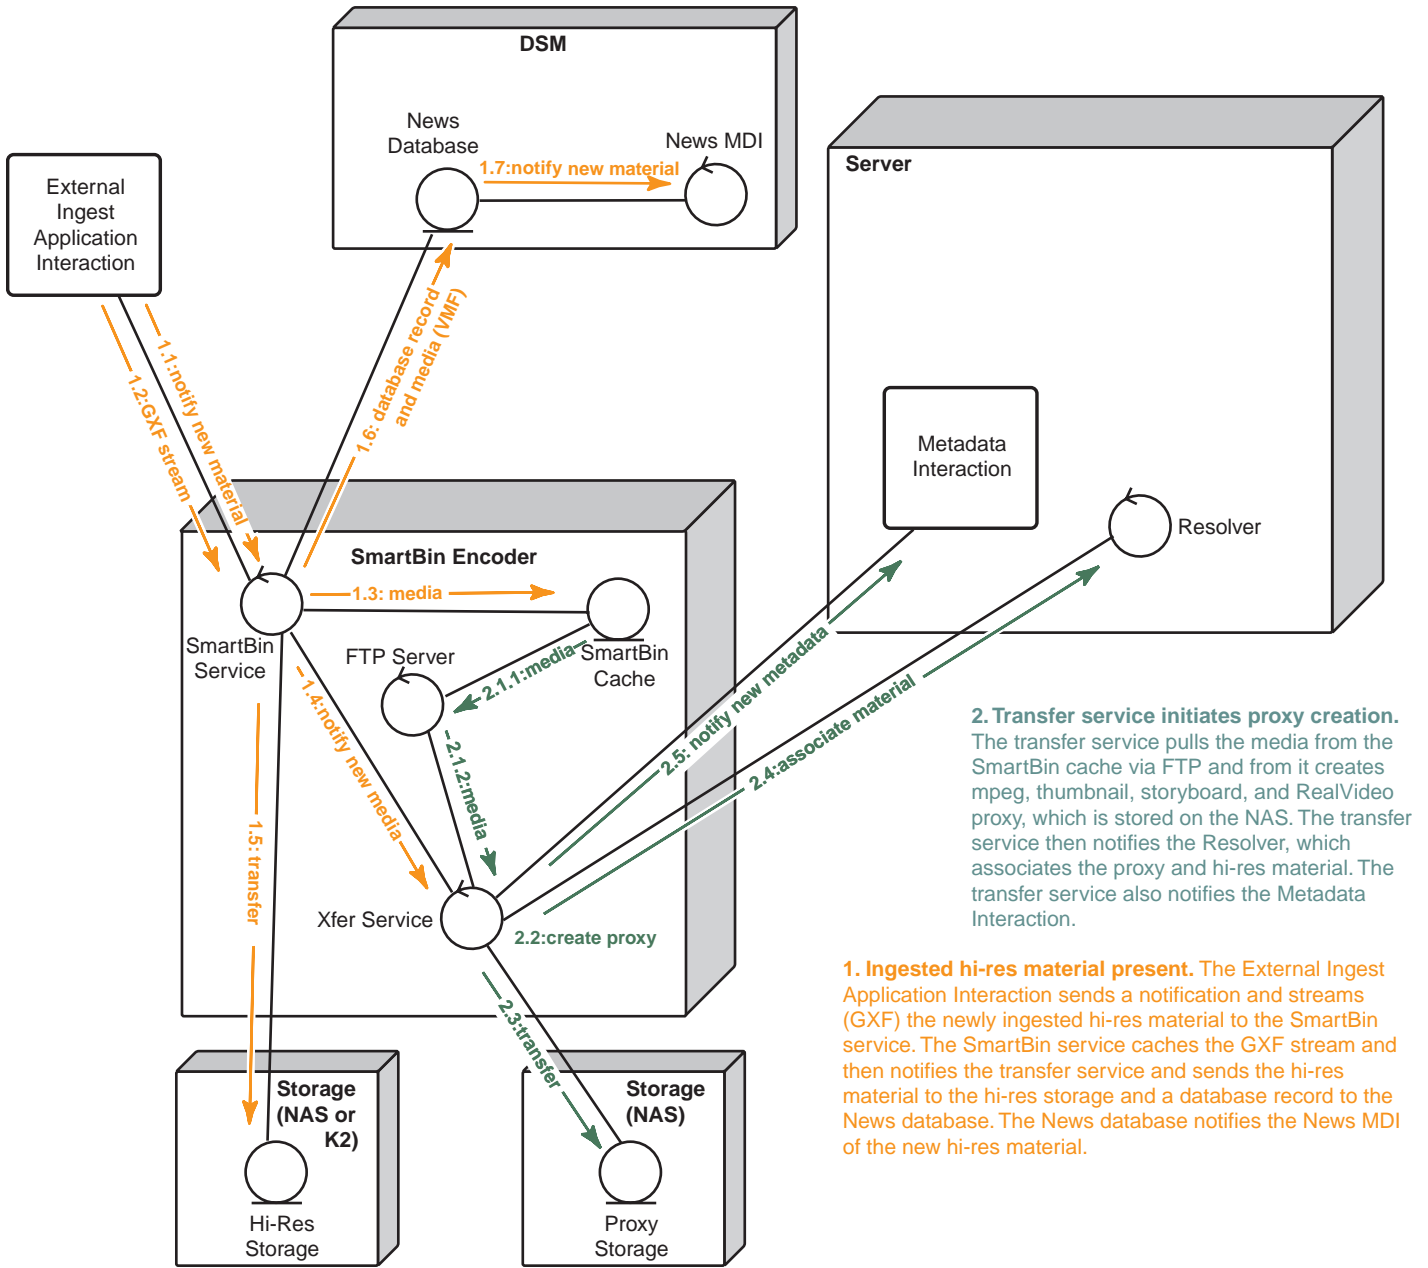 DSM
News
Database
News MDI
1.7:notify new material
External
Ingest
Application
Interaction
Server
1.1:notify new material
1.2:GXF stream
1.6: database record
and media (VMF)
Metadata
Interaction
Resolver
SmartBin Encoder
1.3: media
SmartBin
Service
FTP Server
SmartBin
Cache
2.1.1:media
1.4:notify new media
2.1.2:media
2.5: notify new metadata
2.4:associate material
1.5: transfer
Xfer Service
2.2:create proxy
2.3:transfer
2. Transfer service initiates proxy creation.
The transfer service pulls the media from the
SmartBin cache via FTP and from it creates
mpeg, thumbnail, storyboard, and RealVideo
proxy, which is stored on the NAS. The transfer
service then notifies the Resolver, which
associates the proxy and hi-res material. The
transfer service also notifies the Metadata
Interaction.
1. Ingested hi-res material present. The External Ingest
Application Interaction sends a notification and streams
(GXF) the newly ingested hi-res material to the SmartBin
service. The SmartBin service caches the GXF stream and
then notifies the transfer service and sends the hi-res
material to the hi-res storage and a database record to the
News database. The News database notifies the News MDI
of the new hi-res material.
Storage
(NAS or
K2)
Hi-Res
Storage
Storage
(NAS)
Proxy
Storage